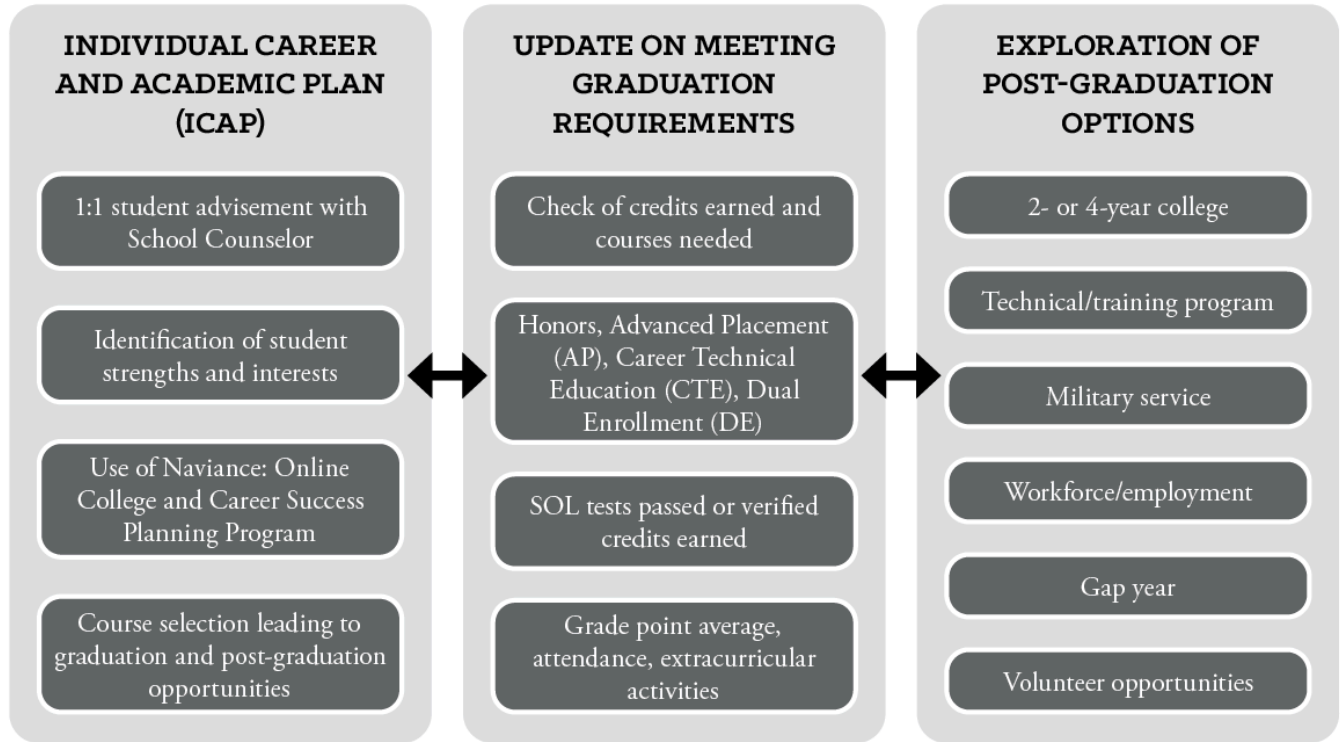 INDIVIDUAL CAREER
AND ACADEMIC PLAN
(ICAP)
1:1 student advisement with
School Counselor
Identification of student
strengths and interests
Use of Naviance: Online
College and Career Success
Planning Program
Course selection leading to
graduation and post-graduation
opportunities
UPDATE ON MEETING
GRADUATION
REQUIREMENTS
Check of credits earned and
courses needed
Honors, Advanced Placement
(AP), Career Technical
Education (CTE), Dual
Enrollment (DE)
SOL tests passed or verified
credits earned
Grade point average,
attendance, extracurricular
activities
EXPLORATION OF
POST-GRADUATION
OPTIONS
2- or 4-year college
Technical/training program
Military service
Workforce/employment
Gap year
Volunteer opportunities